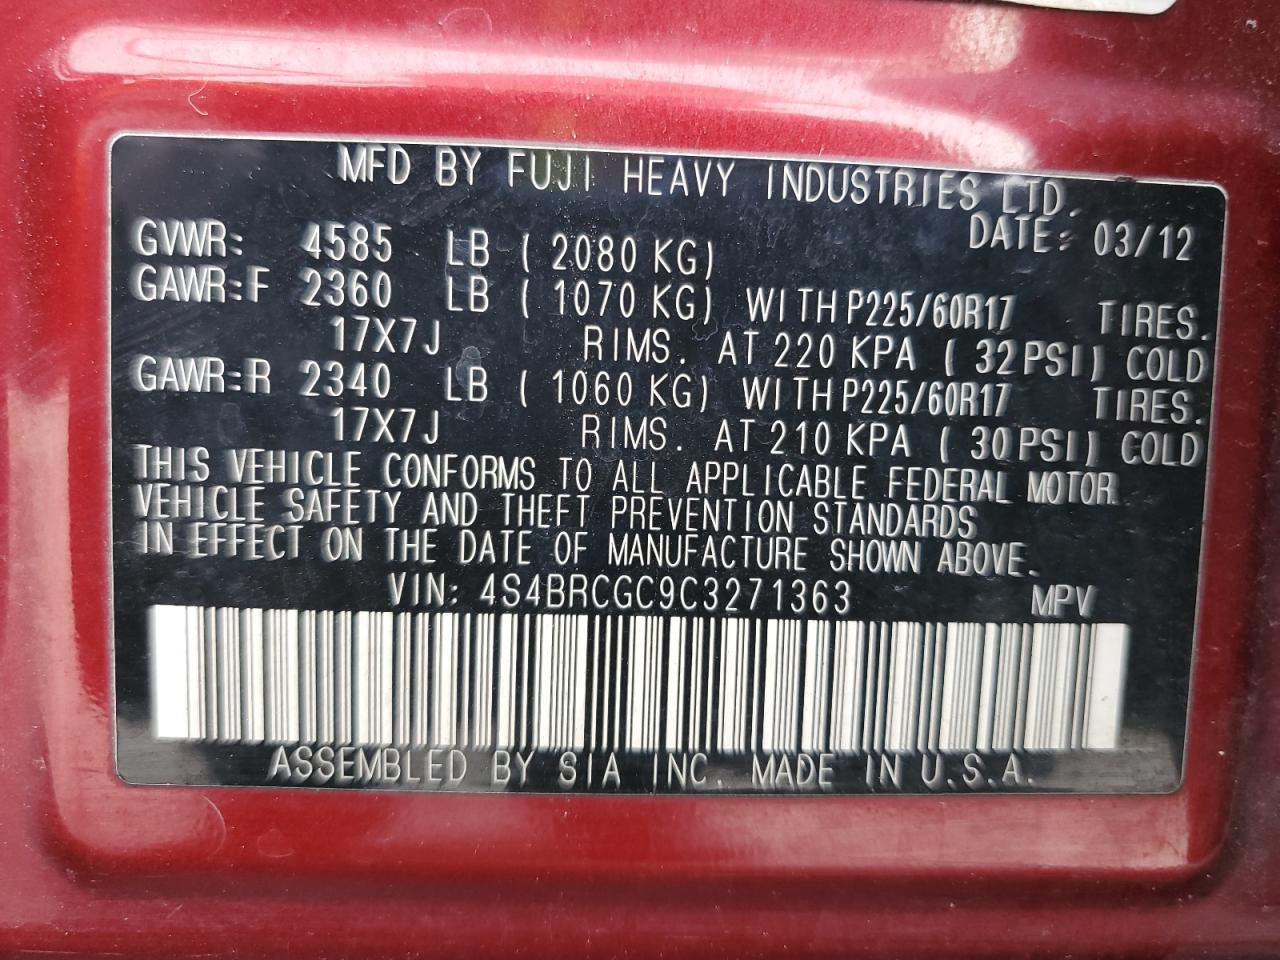 MFD BY FUJI HEAVY INDUSTRIES LTD.
DATE: 03/12
GVWR: 4585 LB ( 2080 KG)
GAWR:F 2360 LB ( 1070 KG) WITH P225/60R17 TIRES.
17X7J RIMS. AT 220 KPA ( 32 PSI) COLD
GAWR:R 2340 LB ( 1060 KG) WITH P225/60R17 TIRES.
17X7J RIMS. AT 210 KPA ( 30 PSI) COLD
THIS VEHICLE CONFORMS TO ALL APPLICABLE FEDERAL MOTOR
VEHICLE SAFETY AND THEFT PREVENTION STANDARDS
IN EFFECT ON THE DATE OF MANUFACTURE SHOWN ABOVE.
VIN: 4S4BRCGC9C3271363 MPV
ASSEMBLED BY SIA INC. MADE IN U.S.A.